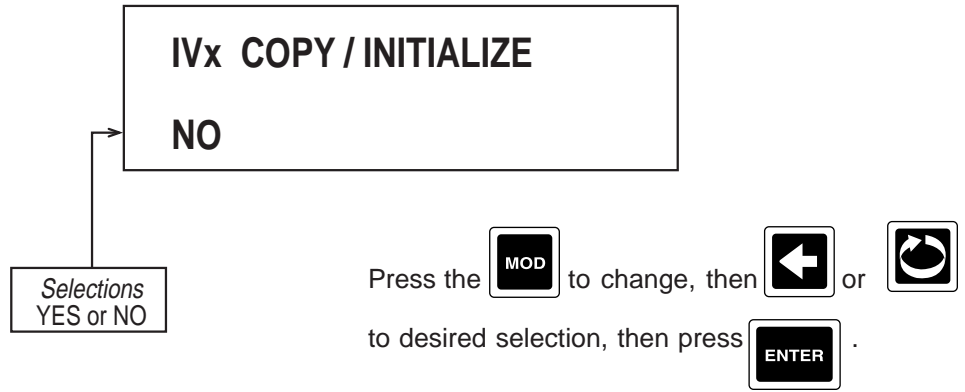 IVx COPY / INITIALIZE
NO
Selections
YES or NO
Press the MOD to change, then or
to desired selection, then press ENTER .